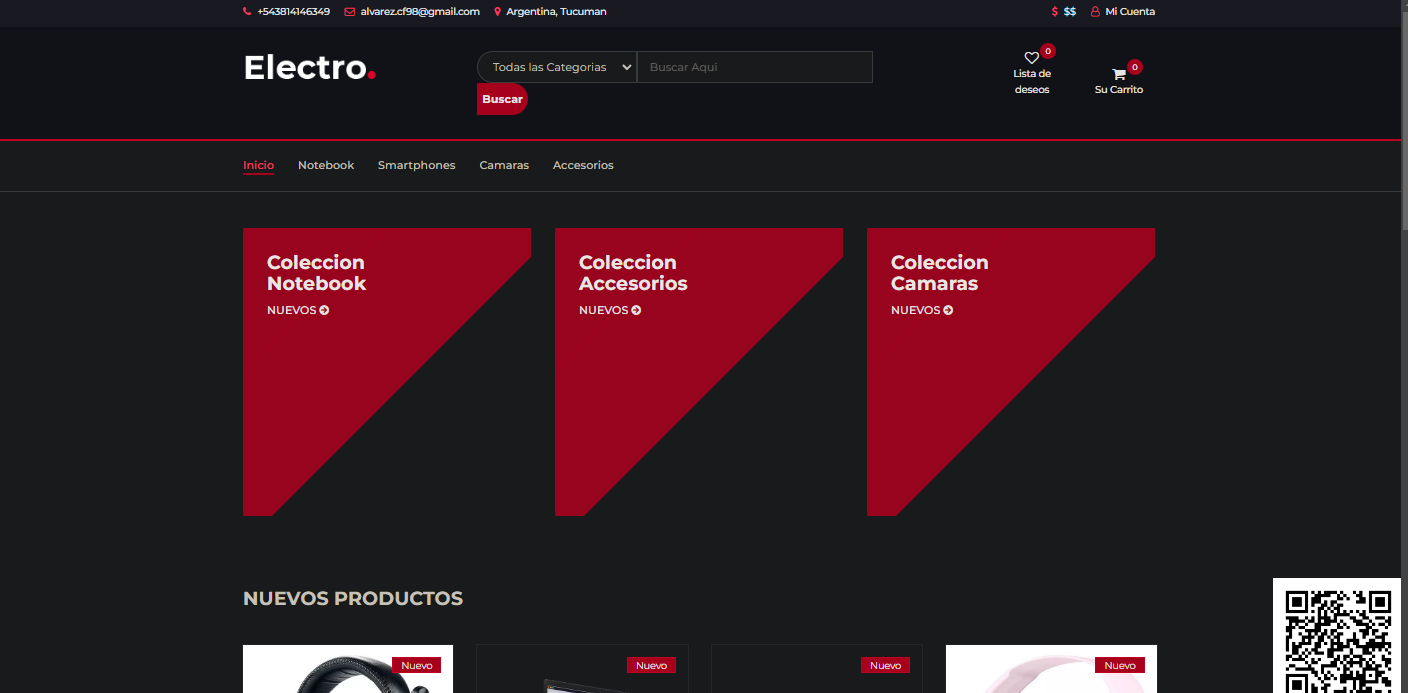 +543814146349 alvarez.cf98@gmail.com Argentina, Tucuman $ $$ Mi Cuenta
Electro.
Todas las Categorias Buscar Aqui
Buscar
0
Lista de
deseos
0
Su Carrito
Inicio Notebook Smartphones Camaras Accesorios
Coleccion
Notebook
NUEVOS
Coleccion
Accesorios
NUEVOS
Coleccion
Camaras
NUEVOS
NUEVOS PRODUCTOS
Nuevo Nuevo Nuevo Nuevo